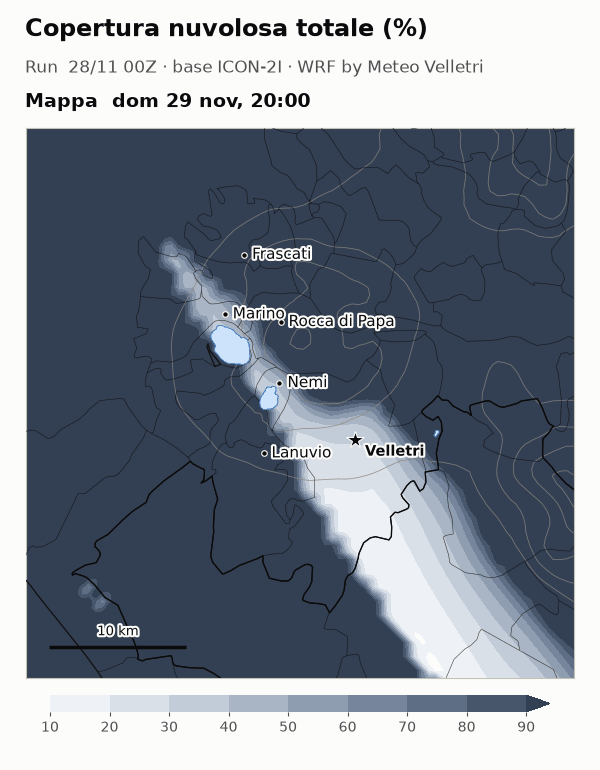 Copertura nuvolosa totale (%)
Run  28/11 00Z · base ICON-2I · WRF by Meteo Velletri
Mappa  dom 29 nov, 20:00
Frascati
Marino
Rocca di Papa
Nemi
Velletri
Lanuvio
10 km
10 20 30 40 50 60 70 80 90